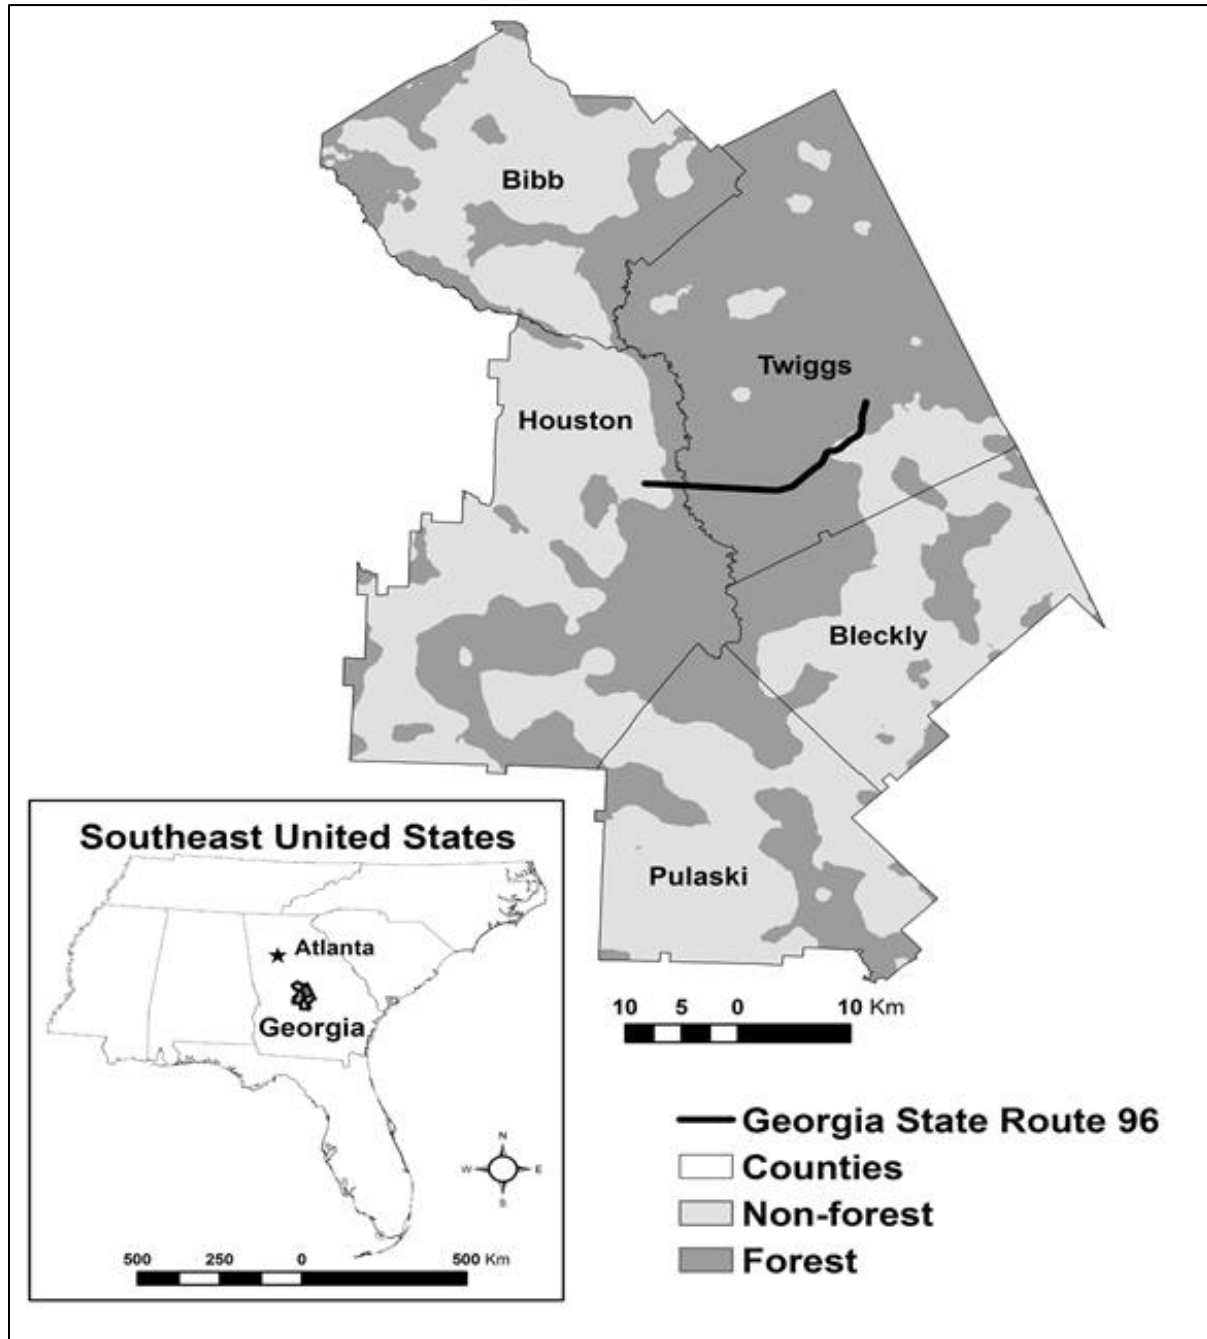 Bibb
Twiggs
Houston
Bleckly
Pulaski
10 5 0 10 Km
Georgia State Route 96
Counties
Non-forest
Forest
Southeast United States
Atlanta
Georgia
N
W E
S
500 250 0 500 Km